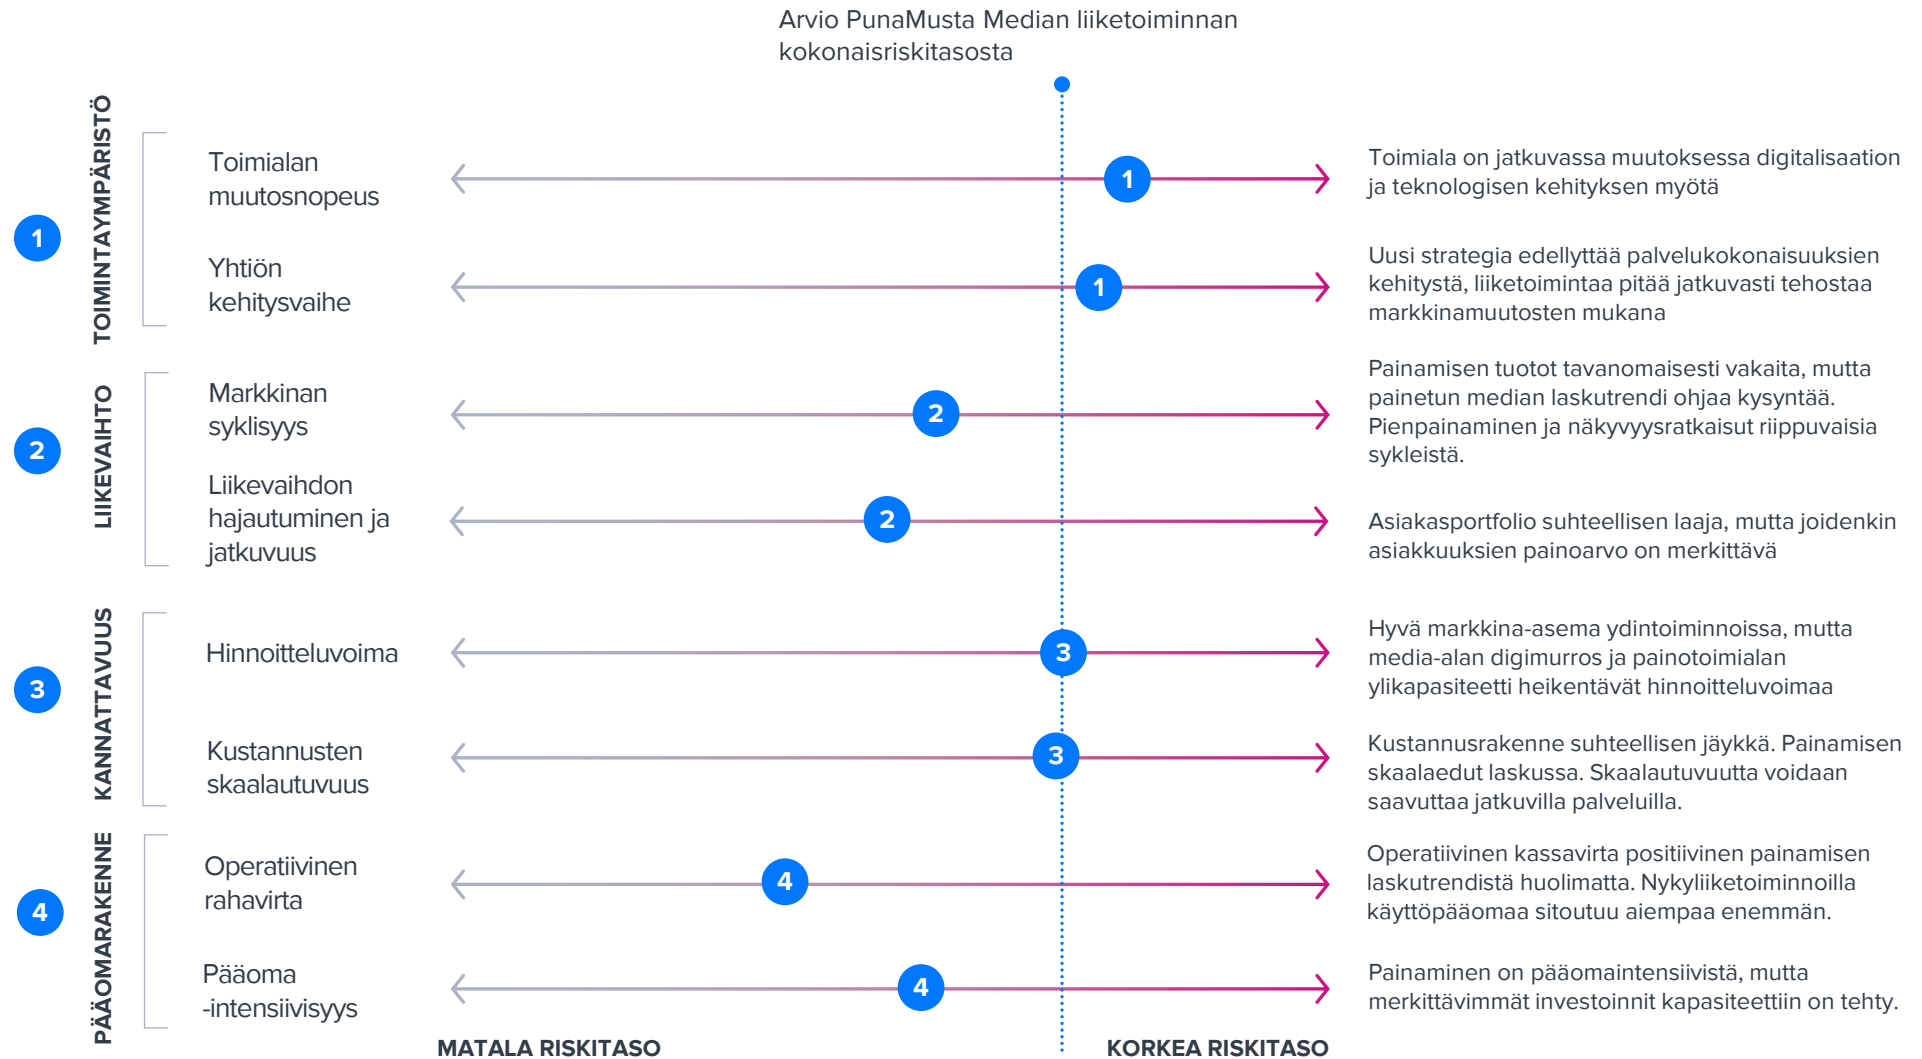 Arvio PunaMusta Median liiketoiminnan
kokonaisriskitasosta
1
TOIMINTAYMPÄRISTÖ
Toimialan
muutosnopeus
1
Toimiala on jatkuvassa muutoksessa digitalisaation
ja teknologisen kehityksen myötä
Yhtiön
kehitysvaihe
1
Uusi strategia edellyttää palvelukokonaisuuksien
kehitystä, liiketoimintaa pitää jatkuvasti tehostaa
markkinamuutosten mukana
2
LIIKEVAIHTO
Markkinan
syklisyys
2
Painamisen tuotot tavanomaisesti vakaita, mutta
painetun median laskutrendi ohjaa kysyntää.
Pienpainaminen ja näkyvyysratkaisut riippuvaisia
sykleistä.
Liikevaihdon
hajautuminen ja
jatkuvuus
2
Asiakasportfolio suhteellisen laaja, mutta joidenkin
asiakkuuksien painoarvo on merkittävä
3
KANNATTAVUUS
Hinnoitteluvoima
3
Hyvä markkina-asema ydintoiminnoissa, mutta
media-alan digimurros ja painotoimialan
ylikapasiteetti heikentävät hinnoitteluvoimaa
Kustannusten
skaalautuvuus
3
Kustannusrakenne suhteellisen jäykkä. Painamisen
skaalaedut laskussa. Skaalautuvuutta voidaan
saavuttaa jatkuvilla palveluilla.
4
PÄÄOMARAKENNE
Operatiivinen
rahavirta
4
Operatiivinen kassavirta positiivinen painamisen
laskutrendistä huolimatta. Nykyliiketoiminnoilla
käyttöpääomaa sitoutuu aiempaa enemmän.
Pääoma
-intensiivisyys
4
Painaminen on pääomaintensiivistä, mutta
merkittävimmät investoinnit kapasiteettiin on tehty.
MATALA RISKITASO
KORKEA RISKITASO